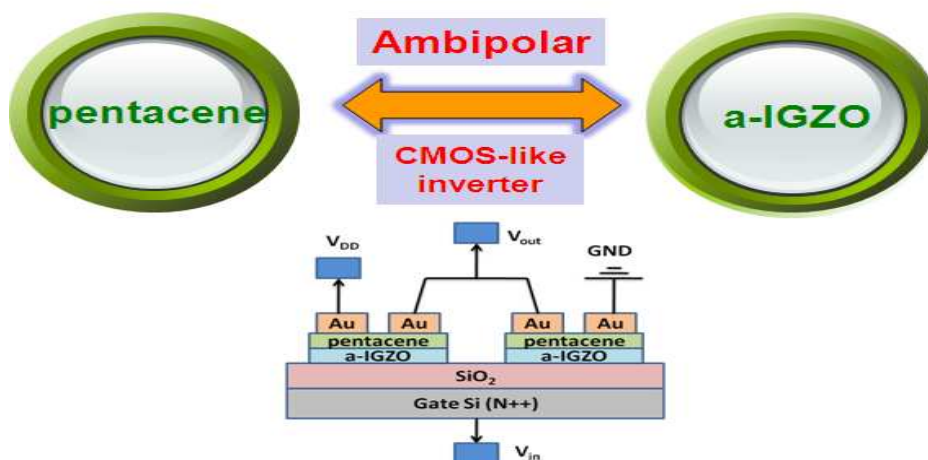 Ambipolar
pentacene
a-IGZO
CMOS-like
inverter
V_DD
V_out
GND
Au Au Au Au
pentacene pentacene
a-IGZO a-IGZO
SiO₂
Gate Si (N++)
V_in